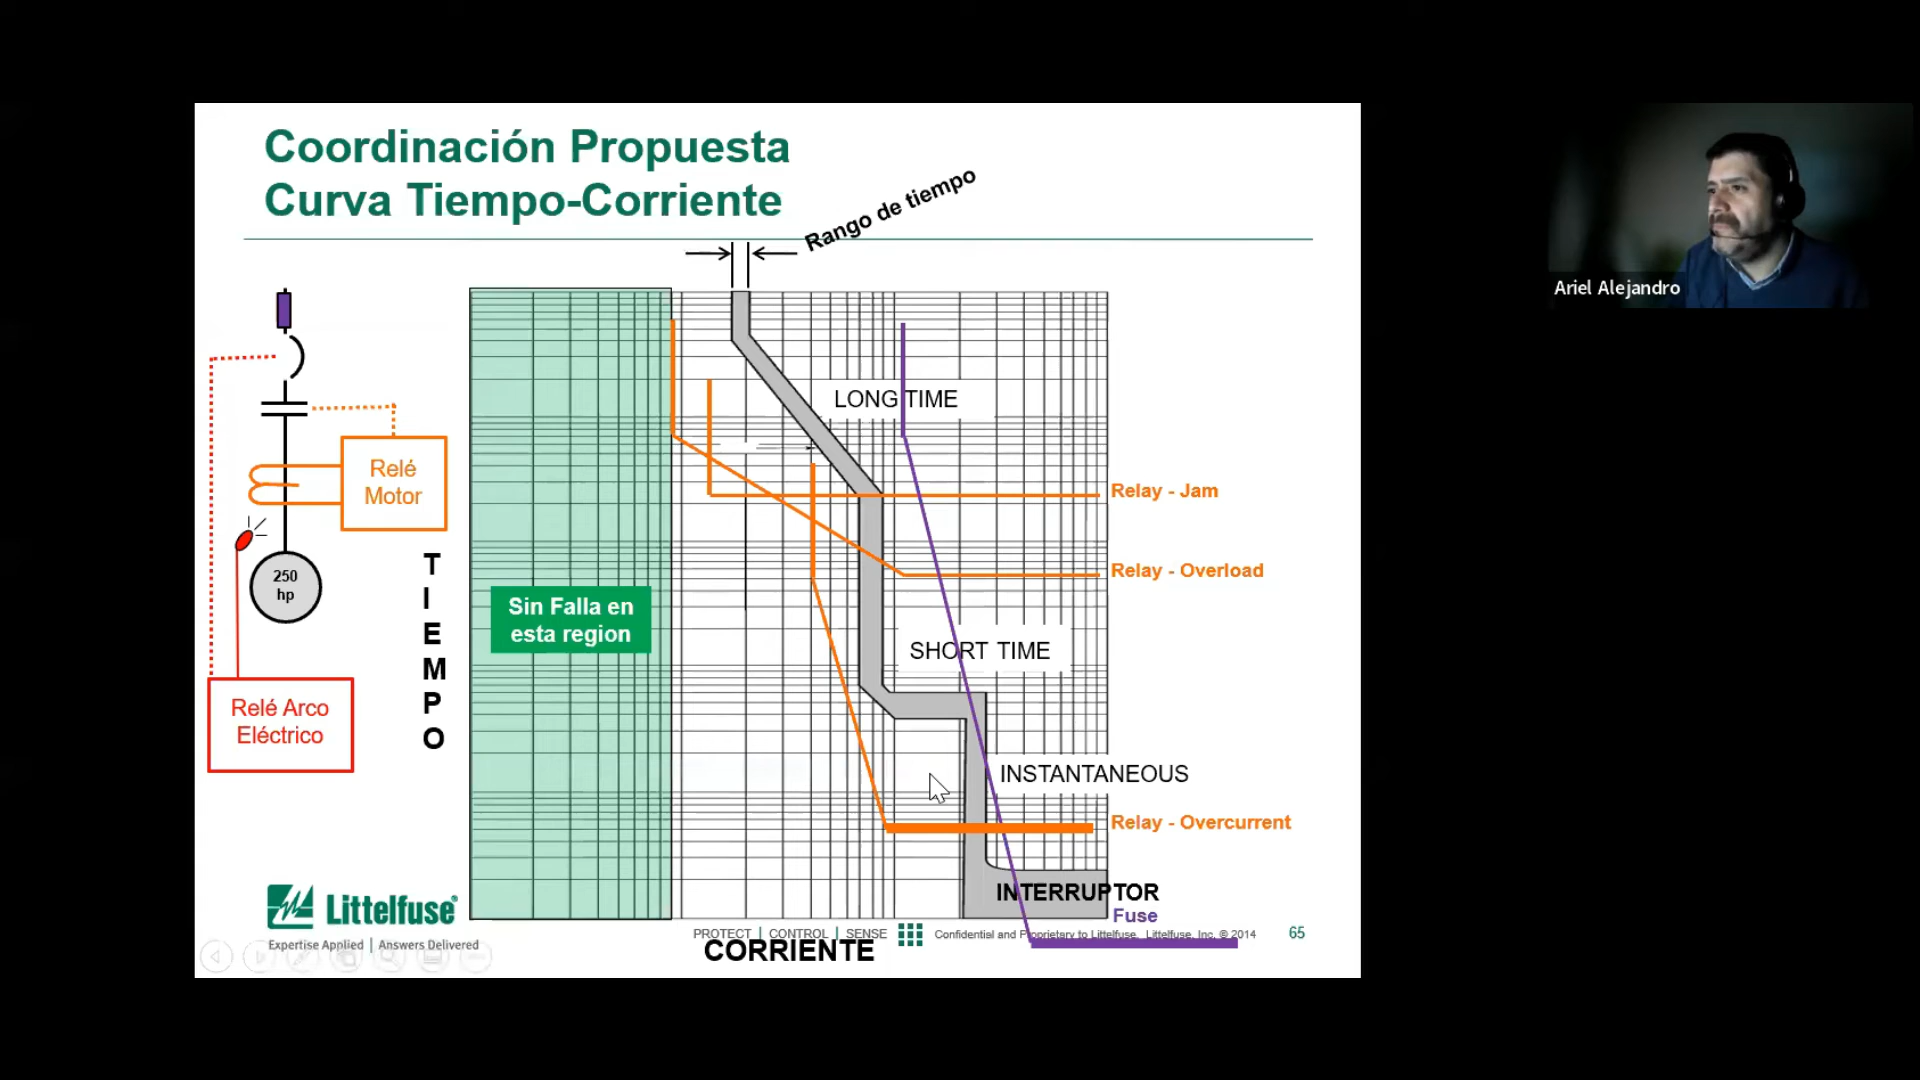 Coordinación Propuesta
Curva Tiempo-Corriente
Rango de tiempo
Ariel Alejandro
LONG TIME
Relé
Motor
Relay - Jam
250
hp
Relay - Overload
TIEMPO
Sin Falla en
esta region
SHORT TIME
Relé Arco
Eléctrico
INSTANTANEOUS
Relay - Overcurrent
INTERRUPTOR
Fuse
Littelfuse®
Expertise Applied | Answers Delivered
PROTECT | CONTROL | SENSE
Confidential and Proprietary to Littelfuse. Littelfuse, Inc. © 2014
65
CORRIENTE